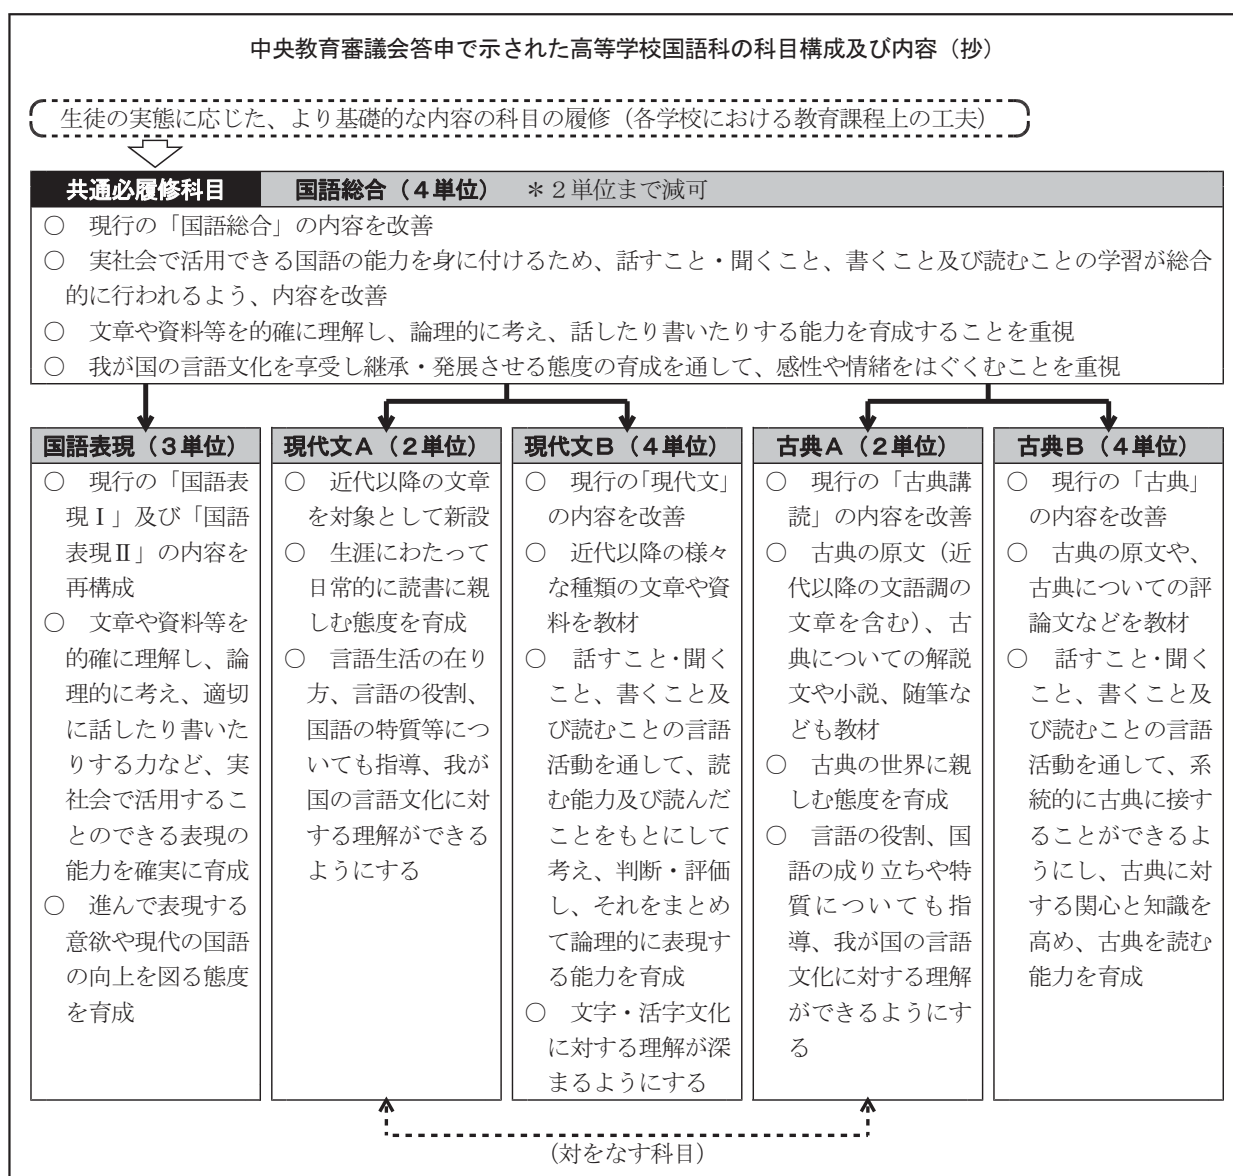 中央教育審議会答申で示された高等学校国語科の科目構成及び内容（抄）
生徒の実態に応じた、より基礎的な内容の科目の履修（各学校における教育課程上の工夫）
共通必履修科目 国語総合（４単位） ＊２単位まで減可
○ 現行の「国語総合」の内容を改善
○ 実社会で活用できる国語の能力を身に付けるため、話すこと・聞くこと、書くこと及び読むことの学習が総合
的に行われるよう、内容を改善
○ 文章や資料等を的確に理解し、論理的に考え、話したり書いたりする能力を育成することを重視
○ 我が国の言語文化を享受し継承・発展させる態度の育成を通して、感性や情緒をはぐくむことを重視
国語表現（３単位）
○ 現行の「国語表
現Ⅰ」及び「国語
表現Ⅱ」の内容を
再構成
○ 文章や資料等を
的確に理解し、論
理的に考え、適切
に話したり書いた
りする力など、実
社会で活用するこ
とのできる表現の
能力を確実に育成
○ 進んで表現する
意欲や現代の国語
の向上を図る態度
を育成
現代文Ａ（２単位）
○ 近代以降の文章
を対象として新設
○ 生涯にわたって
日常的に読書に親
しむ態度を育成
○ 言語生活の在り
方、言語の役割、
国語の特質等につ
いても指導、我が
国の言語文化に対
する理解ができる
ようにする
現代文Ｂ（４単位）
○ 現行の「現代文」
の内容を改善
○ 近代以降の様々
な種類の文章や資
料を教材
○ 話すこと・聞く
こと、書くこと及
び読むことの言語
活動を通して、読
む能力及び読んだ
ことをもとにして
考え、判断・評価
し、それをまとめ
て論理的に表現す
る能力を育成
○ 文字・活字文化
に対する理解が深
まるようにする
古典Ａ（２単位）
○ 現行の「古典講
読」の内容を改善
○ 古典の原文（近
代以降の文語調の
文章を含む）、古
典についての解説
文や小説、随筆な
ども教材
○ 古典の世界に親
しむ態度を育成
○ 言語の役割、国
語の成り立ちや特
質についても指
導、我が国の言語
文化に対する理解
ができるようにす
る
古典Ｂ（４単位）
○ 現行の「古典」
の内容を改善
○ 古典の原文や、
古典についての評
論文などを教材
○ 話すこと・聞く
こと、書くこと及
び読むことの言語
活動を通して、系
統的に古典に接す
ることができるよ
うにし、古典に対
する関心と知識を
高め、古典を読む
能力を育成
（対をなす科目）